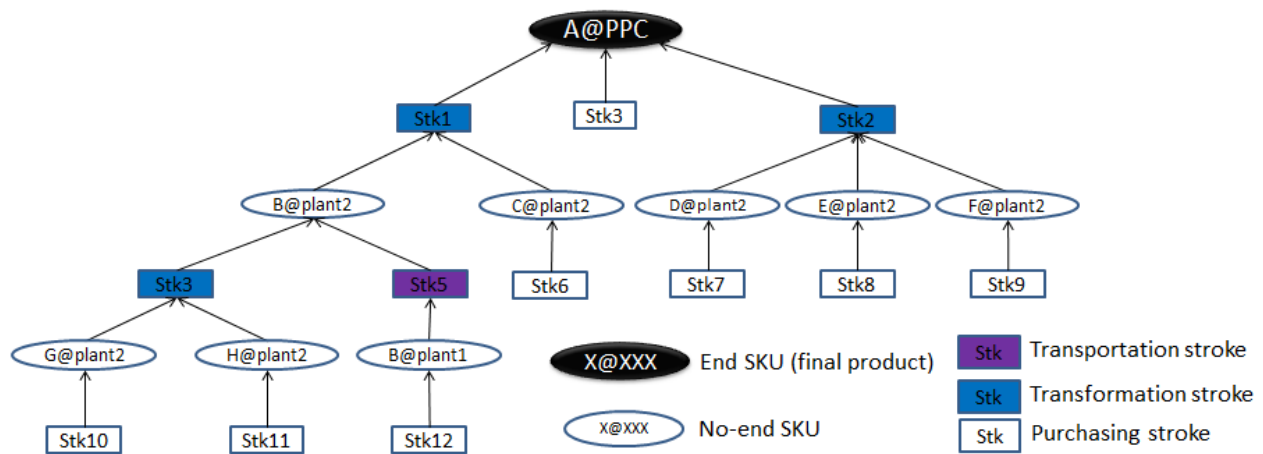 A@PPC
Stk1
Stk3
Stk2
B@plant2
C@plant2
D@plant2
E@plant2
F@plant2
Stk3
Stk5
Stk6
Stk7
Stk8
Stk9
G@plant2
H@plant2
B@plant1
Stk10
Stk11
Stk12
X@XXX End SKU (final product)
X@XXX No-end SKU
Stk Transportation stroke
Stk Transformation stroke
Stk Purchasing stroke